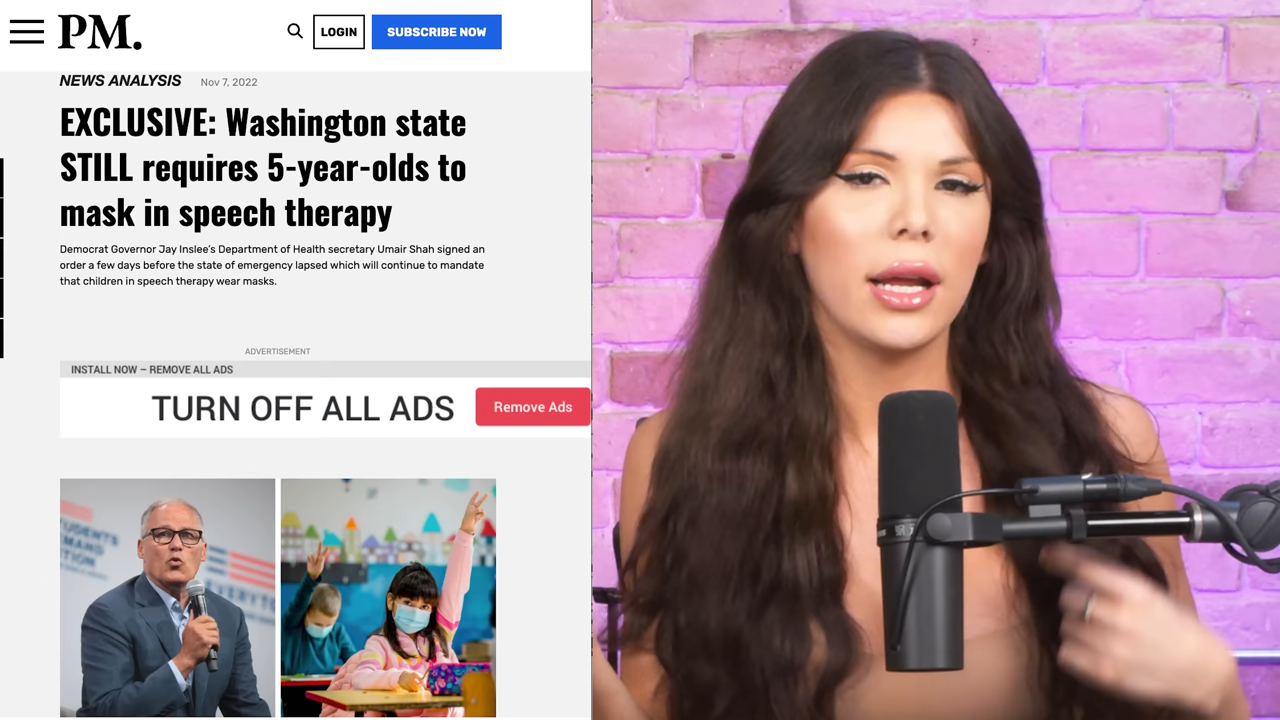 PM.
LOGIN
SUBSCRIBE NOW
NEWS ANALYSIS Nov 7, 2022
EXCLUSIVE: Washington state
STILL requires 5-year-olds to
mask in speech therapy
Democrat Governor Jay Inslee's Department of Health secretary Umair Shah signed an
order a few days before the state of emergency lapsed which will continue to mandate
that children in speech therapy wear masks.
ADVERTISEMENT
INSTALL NOW – REMOVE ALL ADS
TURN OFF ALL ADS
Remove Ads